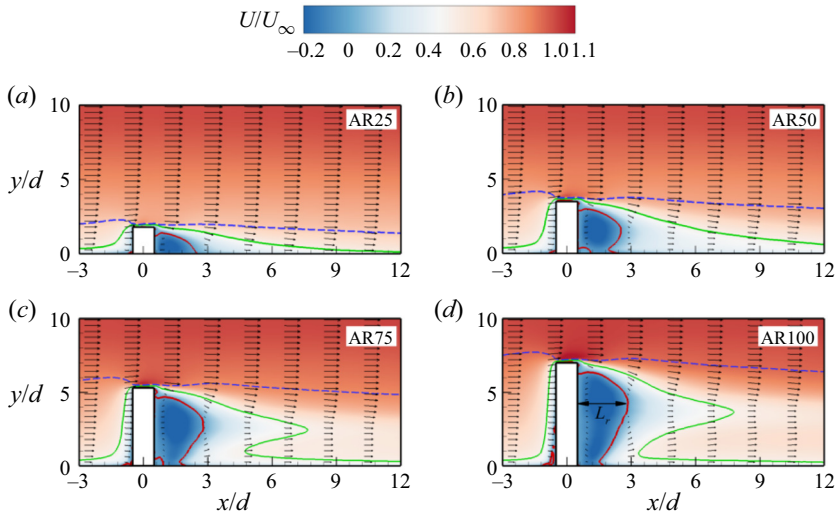 U/U∞
−0.2 0 0.2 0.4 0.6 0.8 1.0 1.1
(a) (b)
10 AR25 10 AR50
y/d 5 5
0 0
−3 0 3 6 9 12 −3 0 3 6 9 12
(c) (d)
10 AR75 10 AR100
y/d 5 5
L_r
0 0
−3 0 3 6 9 12 −3 0 3 6 9 12
x/d x/d